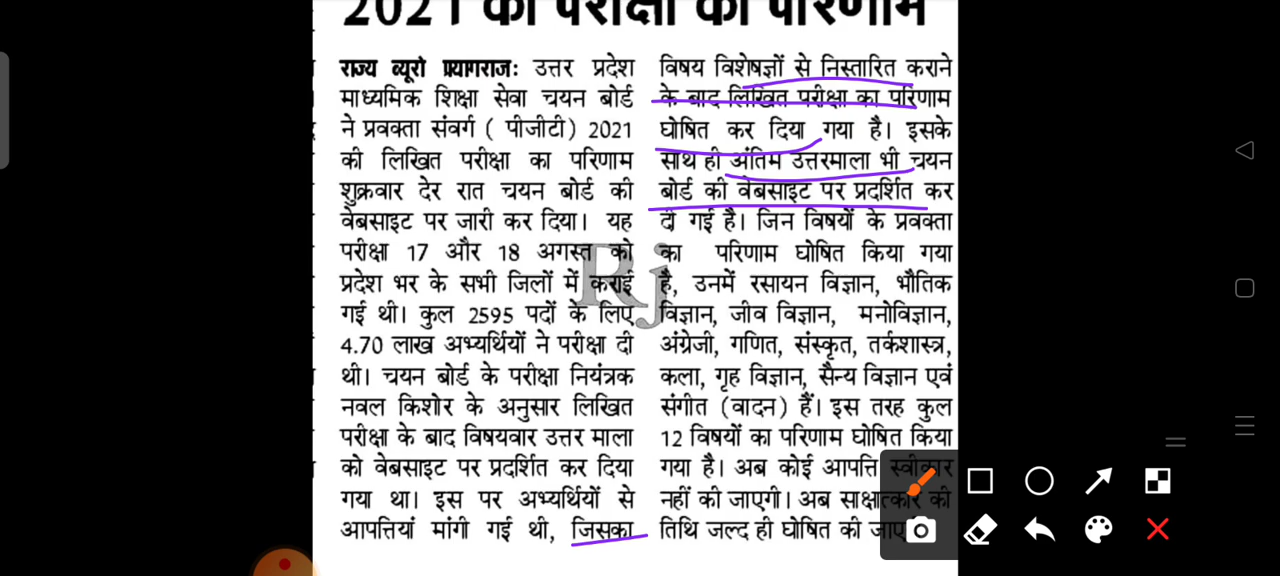 2021 की परीक्षा का परिणाम
राज्य ब्यूरो प्रयागराज: उत्तर प्रदेश
माध्यमिक शिक्षा सेवा चयन बोर्ड
ने प्रवक्ता संवर्ग ( पीजीटी) 2021
की लिखित परीक्षा का परिणाम
शुक्रवार देर रात चयन बोर्ड की
वेबसाइट पर जारी कर दिया। यह
परीक्षा 17 और 18 अगस्त को
प्रदेश भर के सभी जिलों में कराई
गई थी। कुल 2595 पदों के लिए
4.70 लाख अभ्यर्थियों ने परीक्षा दी
थी। चयन बोर्ड के परीक्षा नियंत्रक
नवल किशोर के अनुसार लिखित
परीक्षा के बाद विषयवार उत्तर माला
को वेबसाइट पर प्रदर्शित कर दिया
गया था। इस पर अभ्यर्थियों से
आपत्तियां मांगी गई थी, जिसका
विषय विशेषज्ञों से निस्तारित कराने
के बाद लिखित परीक्षा का परिणाम
घोषित कर दिया गया है। इसके
साथ ही अंतिम उत्तरमाला भी चयन
बोर्ड की वेबसाइट पर प्रदर्शित कर
दी गई है। जिन विषयों के प्रवक्ता
का परिणाम घोषित किया गया
है, उनमें रसायन विज्ञान, भौतिक
विज्ञान, जीव विज्ञान, मनोविज्ञान,
अंग्रेजी, गणित, संस्कृत, तर्कशास्त्र,
कला, गृह विज्ञान, सैन्य विज्ञान एवं
संगीत (वादन) हैं। इस तरह कुल
12 विषयों का परिणाम घोषित किया
गया है। अब कोई आपत्ति स्वीकार
नहीं की जाएगी। अब साक्षात्कार की
तिथि जल्द ही घोषित की
Rj